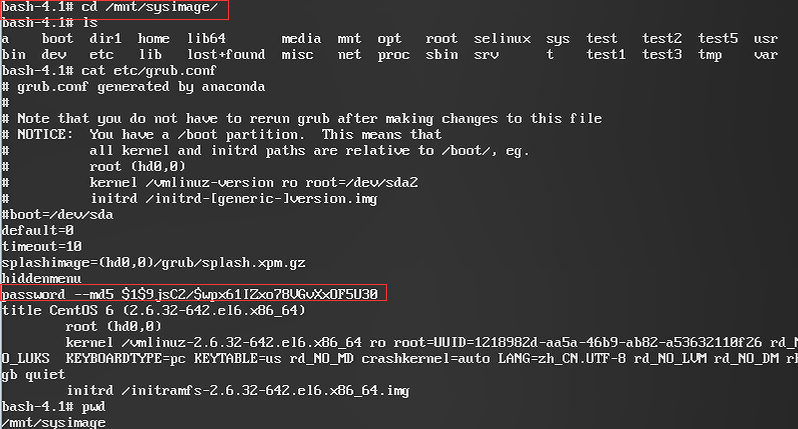 bash-4.1# cd /mnt/sysimage/
bash-4.1# ls
a boot dir1 home lib64 media mnt opt root selinux sys test test2 test5 usr
bin dev etc lib lost+found misc net proc sbin srv t test1 test3 tmp var
bash-4.1# cat etc/grub.conf
# grub.conf generated by anaconda
#
# Note that you do not have to rerun grub after making changes to this file
# NOTICE: You have a /boot partition. This means that
# all kernel and initrd paths are relative to /boot/, eg.
# root (hd0,0)
# kernel /vmlinuz-version ro root=/dev/sda2
# initrd /initrd-[generic-]version.img
#boot=/dev/sda
default=0
timeout=10
splashimage=(hd0,0)/grub/splash.xpm.gz
hiddenmenu
password --md5 $1$9jsC2/$wpx61IZxo78VGvXxOF5U30
title CentOS 6 (2.6.32-642.el6.x86_64)
root (hd0,0)
kernel /vmlinuz-2.6.32-642.el6.x86_64 ro root=UUID=1218982d-aa5a-46b9-ab82-a53632110f26 rd_N
O_LUKS KEYBOARDTYPE=pc KEYTABLE=us rd_NO_MD crashkernel=auto LANG=zh_CN.UTF-8 rd_NO_LVM rd_NO_DM rh
gb quiet
initrd /initramfs-2.6.32-642.el6.x86_64.img
bash-4.1# pwd
/mnt/sysimage